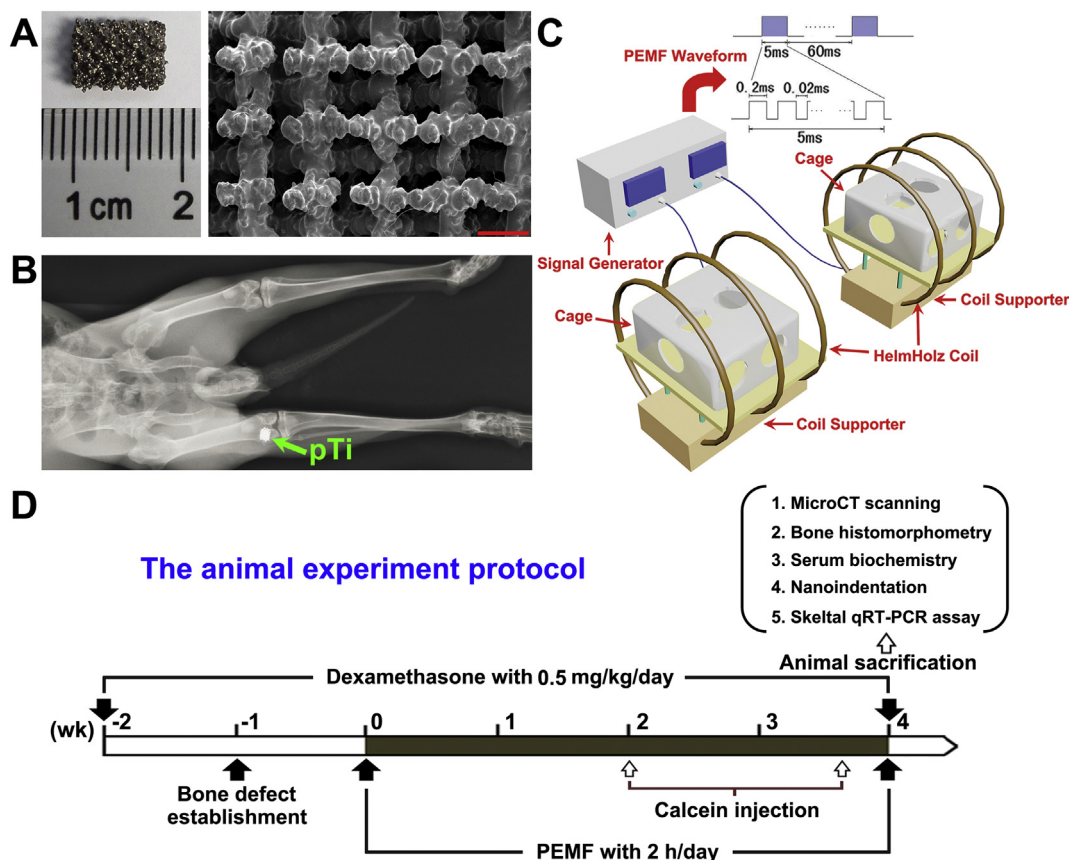 A
1 cm 2
B
pTi
C
5ms 60ms
PEMF Waveform
0.2ms 0.02ms
5ms
Cage
Signal Generator
Cage
Coil Supporter
HelmHolz Coil
Coil Supporter
D
The animal experiment protocol
1. MicroCT scanning
2. Bone histomorphometry
3. Serum biochemistry
4. Nanoindentation
5. Skeltal qRT-PCR assay
Animal sacrification
Dexamethasone with 0.5 mg/kg/day
(wk) -2 -1 0 1 2 3 4
Bone defect
establishment
Calcein injection
PEMF with 2 h/day